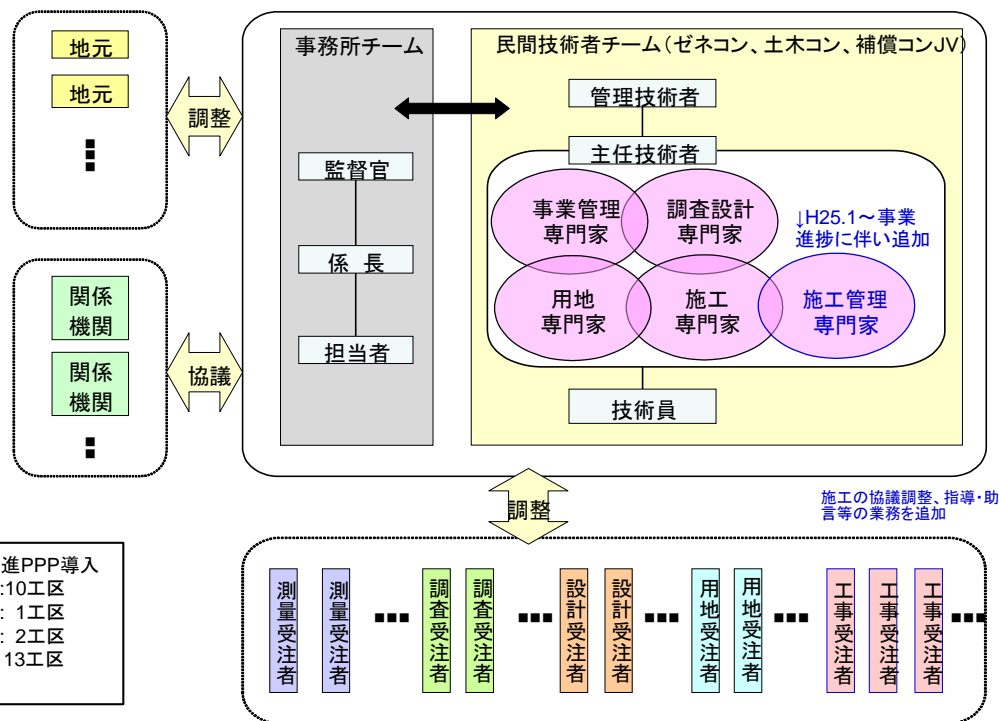 地元
地元
調整
関係
機関
関係
機関
協議
事務所チーム
監督官
係 長
担当者
民間技術者チーム（ゼネコン、土木コン、補償コンJV）
管理技術者
主任技術者
事業管理
専門家
調査設計
専門家
↓H25.1～事業
進捗に伴い追加
用地
専門家
施工
専門家
施工管理
専門家
技術員
調整
施工の協議調整、指導・助
言等の業務を追加
進PPP導入
:10工区
: 1工区
: 2工区
13工区
測量受注者
測量受注者
調査受注者
調査受注者
設計受注者
設計受注者
用地受注者
用地受注者
工事受注者
工事受注者
工事受注者